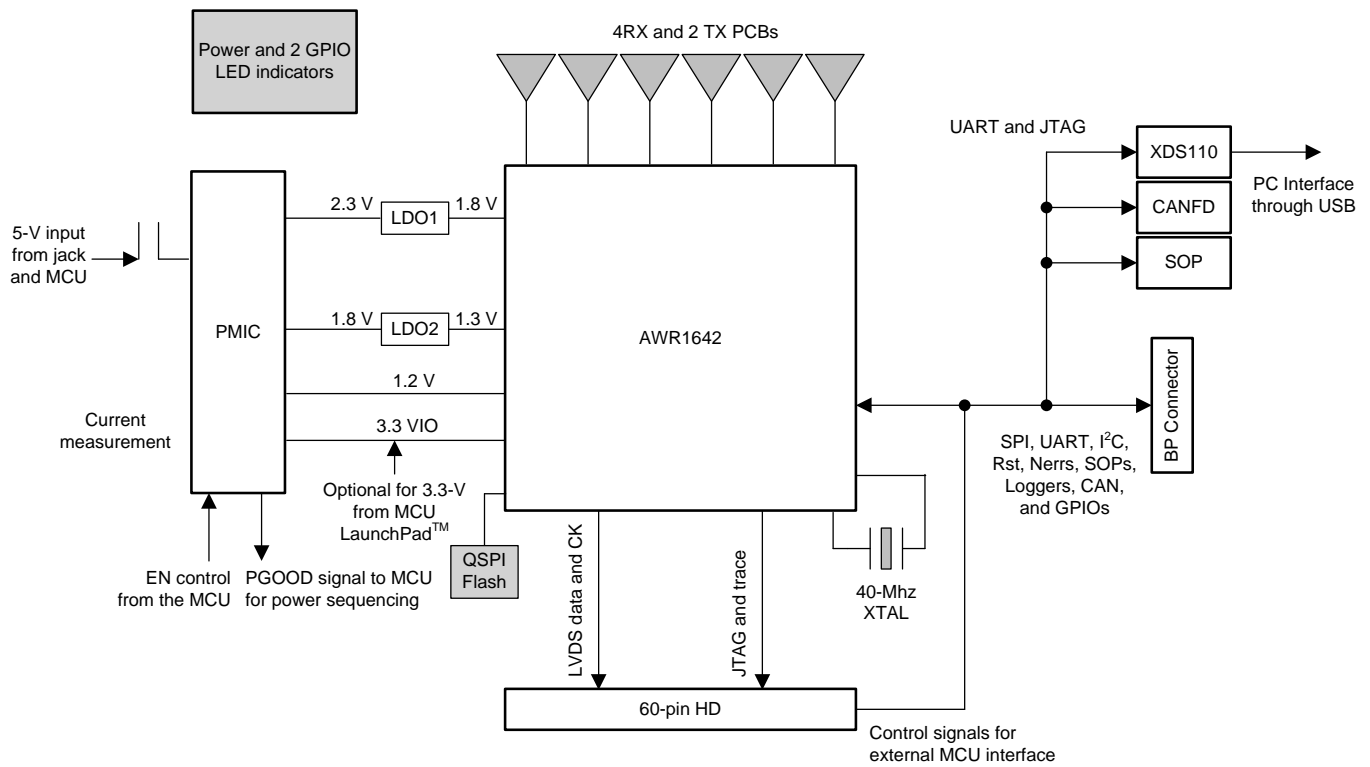 Power and 2 GPIO
LED indicators
4RX and 2 TX PCBs
UART and JTAG
XDS110
PC Interface
through USB
CANFD
SOP
5-V input
from jack
and MCU
PMIC
2.3 V
LDO1
1.8 V
1.8 V
LDO2
1.3 V
1.2 V
3.3 VIO
AWR1642
Current
measurement
Optional for 3.3-V
from MCU
LaunchPad™
BP Connector
SPI, UART, I²C,
Rst, Nerrs, SOPs,
Loggers, CAN,
and GPIOs
EN control
from the MCU
PGOOD signal to MCU
for power sequencing
QSPI
Flash
LVDS data and CK
JTAG and trace
40-Mhz
XTAL
60-pin HD
Control signals for
external MCU interface